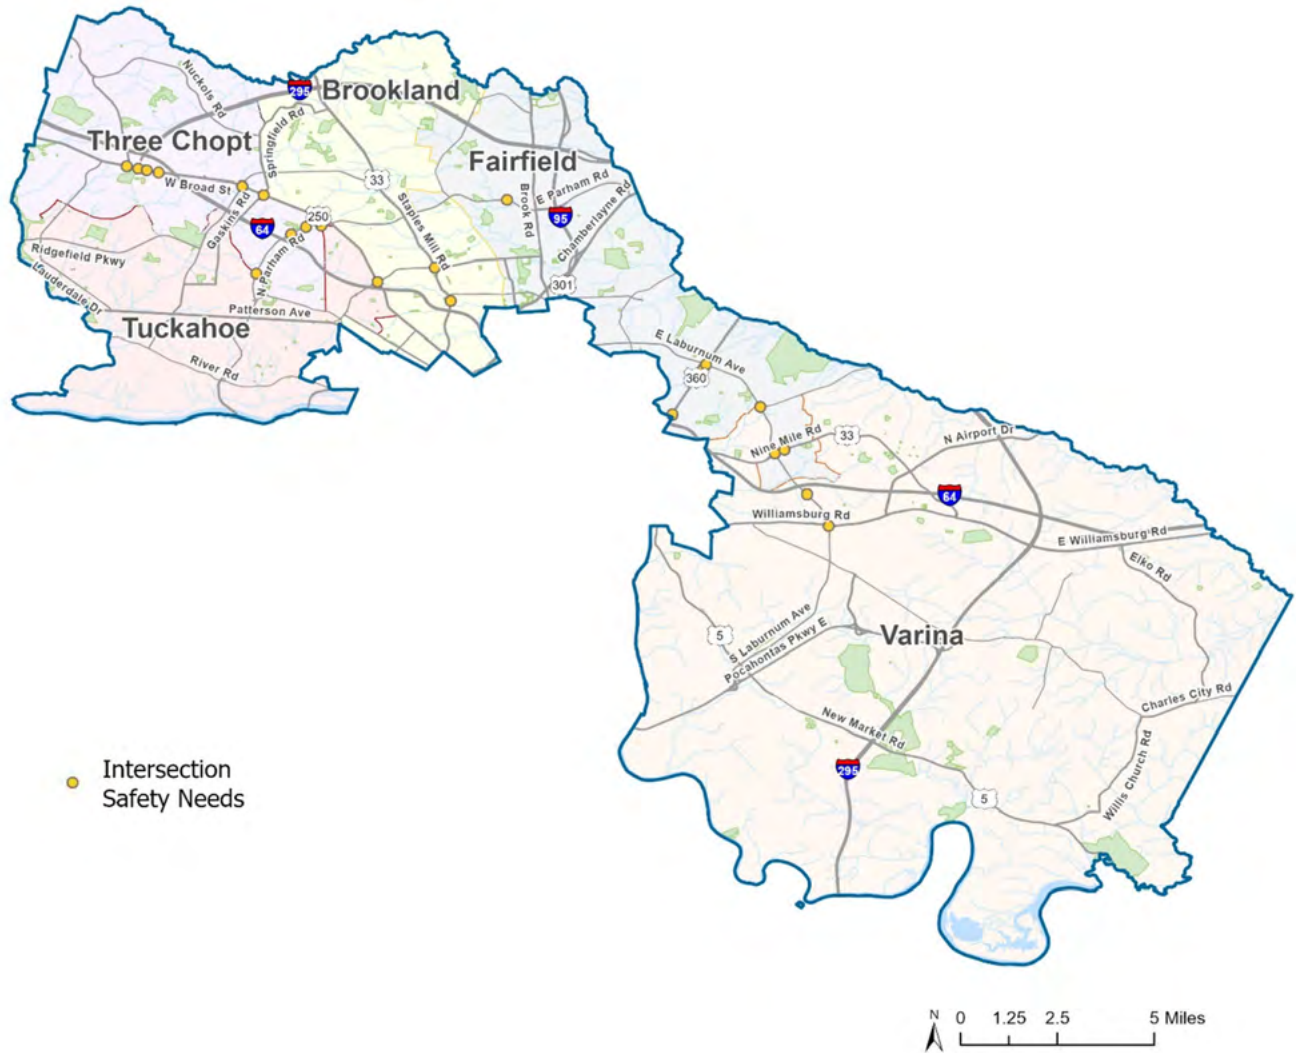 295
Brookland
Nuckols Rd
Springfield Rd
Three Chopt
Fairfield
33
W Broad St
E Parham Rd
Brook Rd
95
Chamberlayne Rd
Staples Mill Rd
Gaskins Rd
250
64
N Parham Rd
Ridgefield Pkwy
Lauderdale Dr
301
Patterson Ave
Tuckahoe
River Rd
E Laburnum Ave
360
Nine Mile Rd
33
N Airport Dr
64
Williamsburg Rd
E Williamsburg Rd
Elko Rd
5
S Laburnum Ave
Pocahontas Pkwy E
Varina
Charles City Rd
New Market Rd
295
5
Willis Church Rd
Intersection
Safety Needs
N
0 1.25 2.5 5 Miles